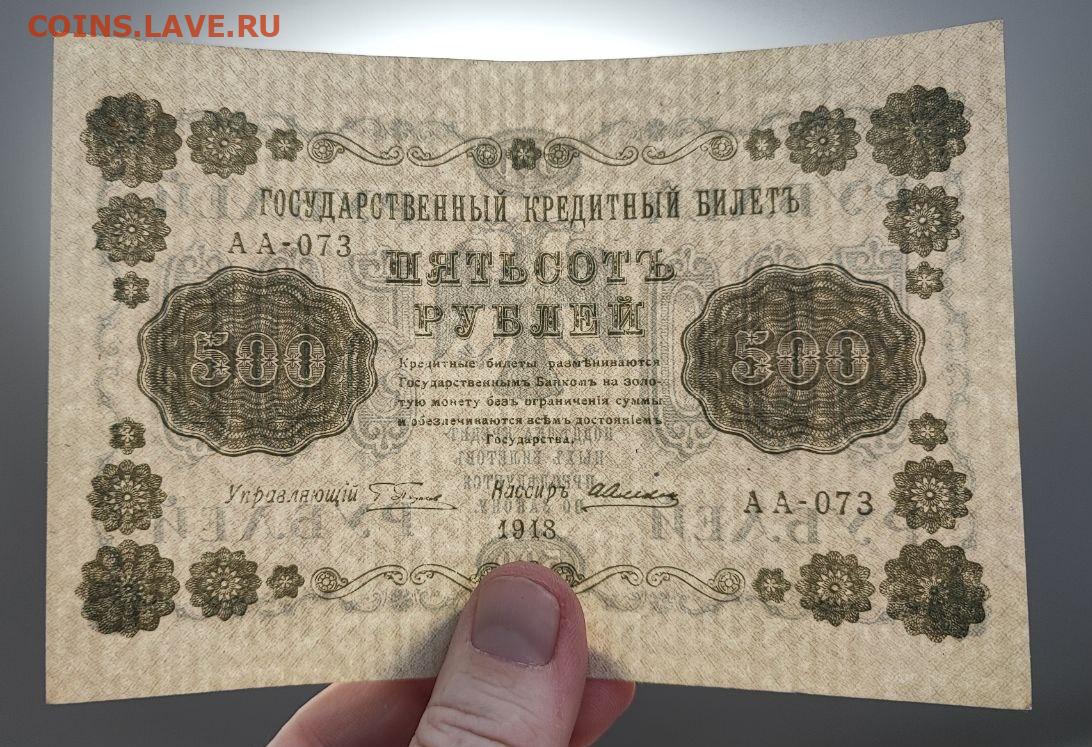 COINS.LAVE.RU
ГОСУДАРСТВЕННЫЙ КРЕДИТНЫЙ БИЛЕТЪ
АА-073
ПЯТЬСОТЪ
РУБЛЕЙ
500
500
Кредитные билеты размѣниваются
Государственнымъ Банкомъ на золо-
тую монету безъ ограниченія суммы
и обезпечиваются всѣмъ достояніемъ
Государства.
Управляющій
Кассиръ
АА-073
1918